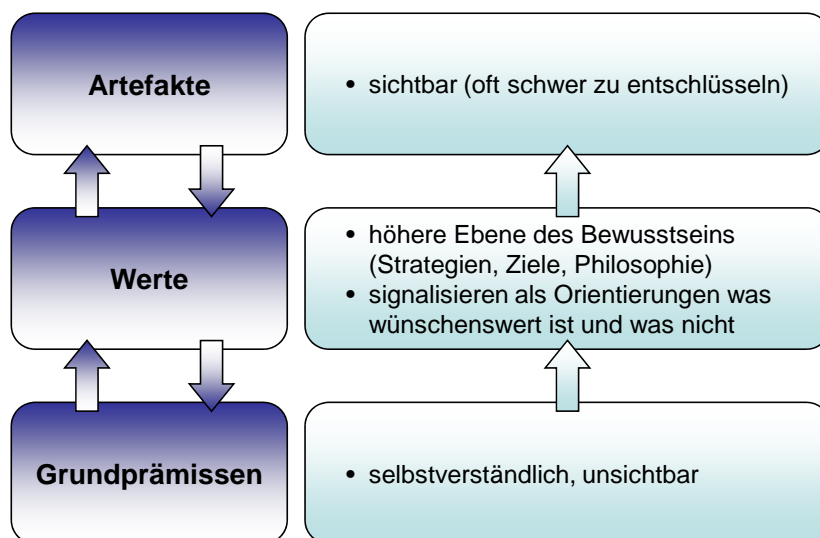 Artefakte
• sichtbar (oft schwer zu entschlüsseln)
Werte
• höhere Ebene des Bewusstseins
(Strategien, Ziele, Philosophie)
• signalisieren als Orientierungen was
wünschenswert ist und was nicht
Grundprämissen
• selbstverständlich, unsichtbar